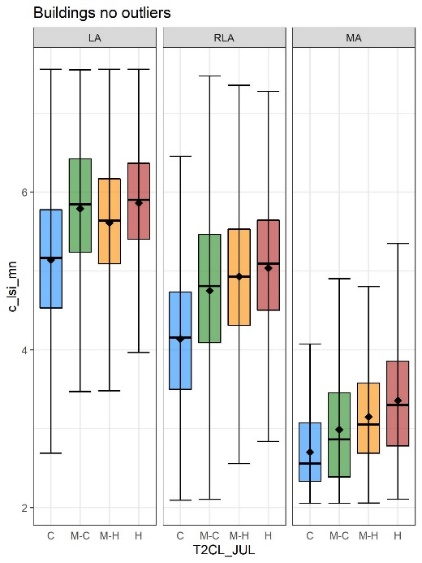 Buildings no outliers
LA RLA MA
c_lsi_mn
6
4
2
C M-C M-H H C M-C M-H H C M-C M-H H
T2CL_JUL